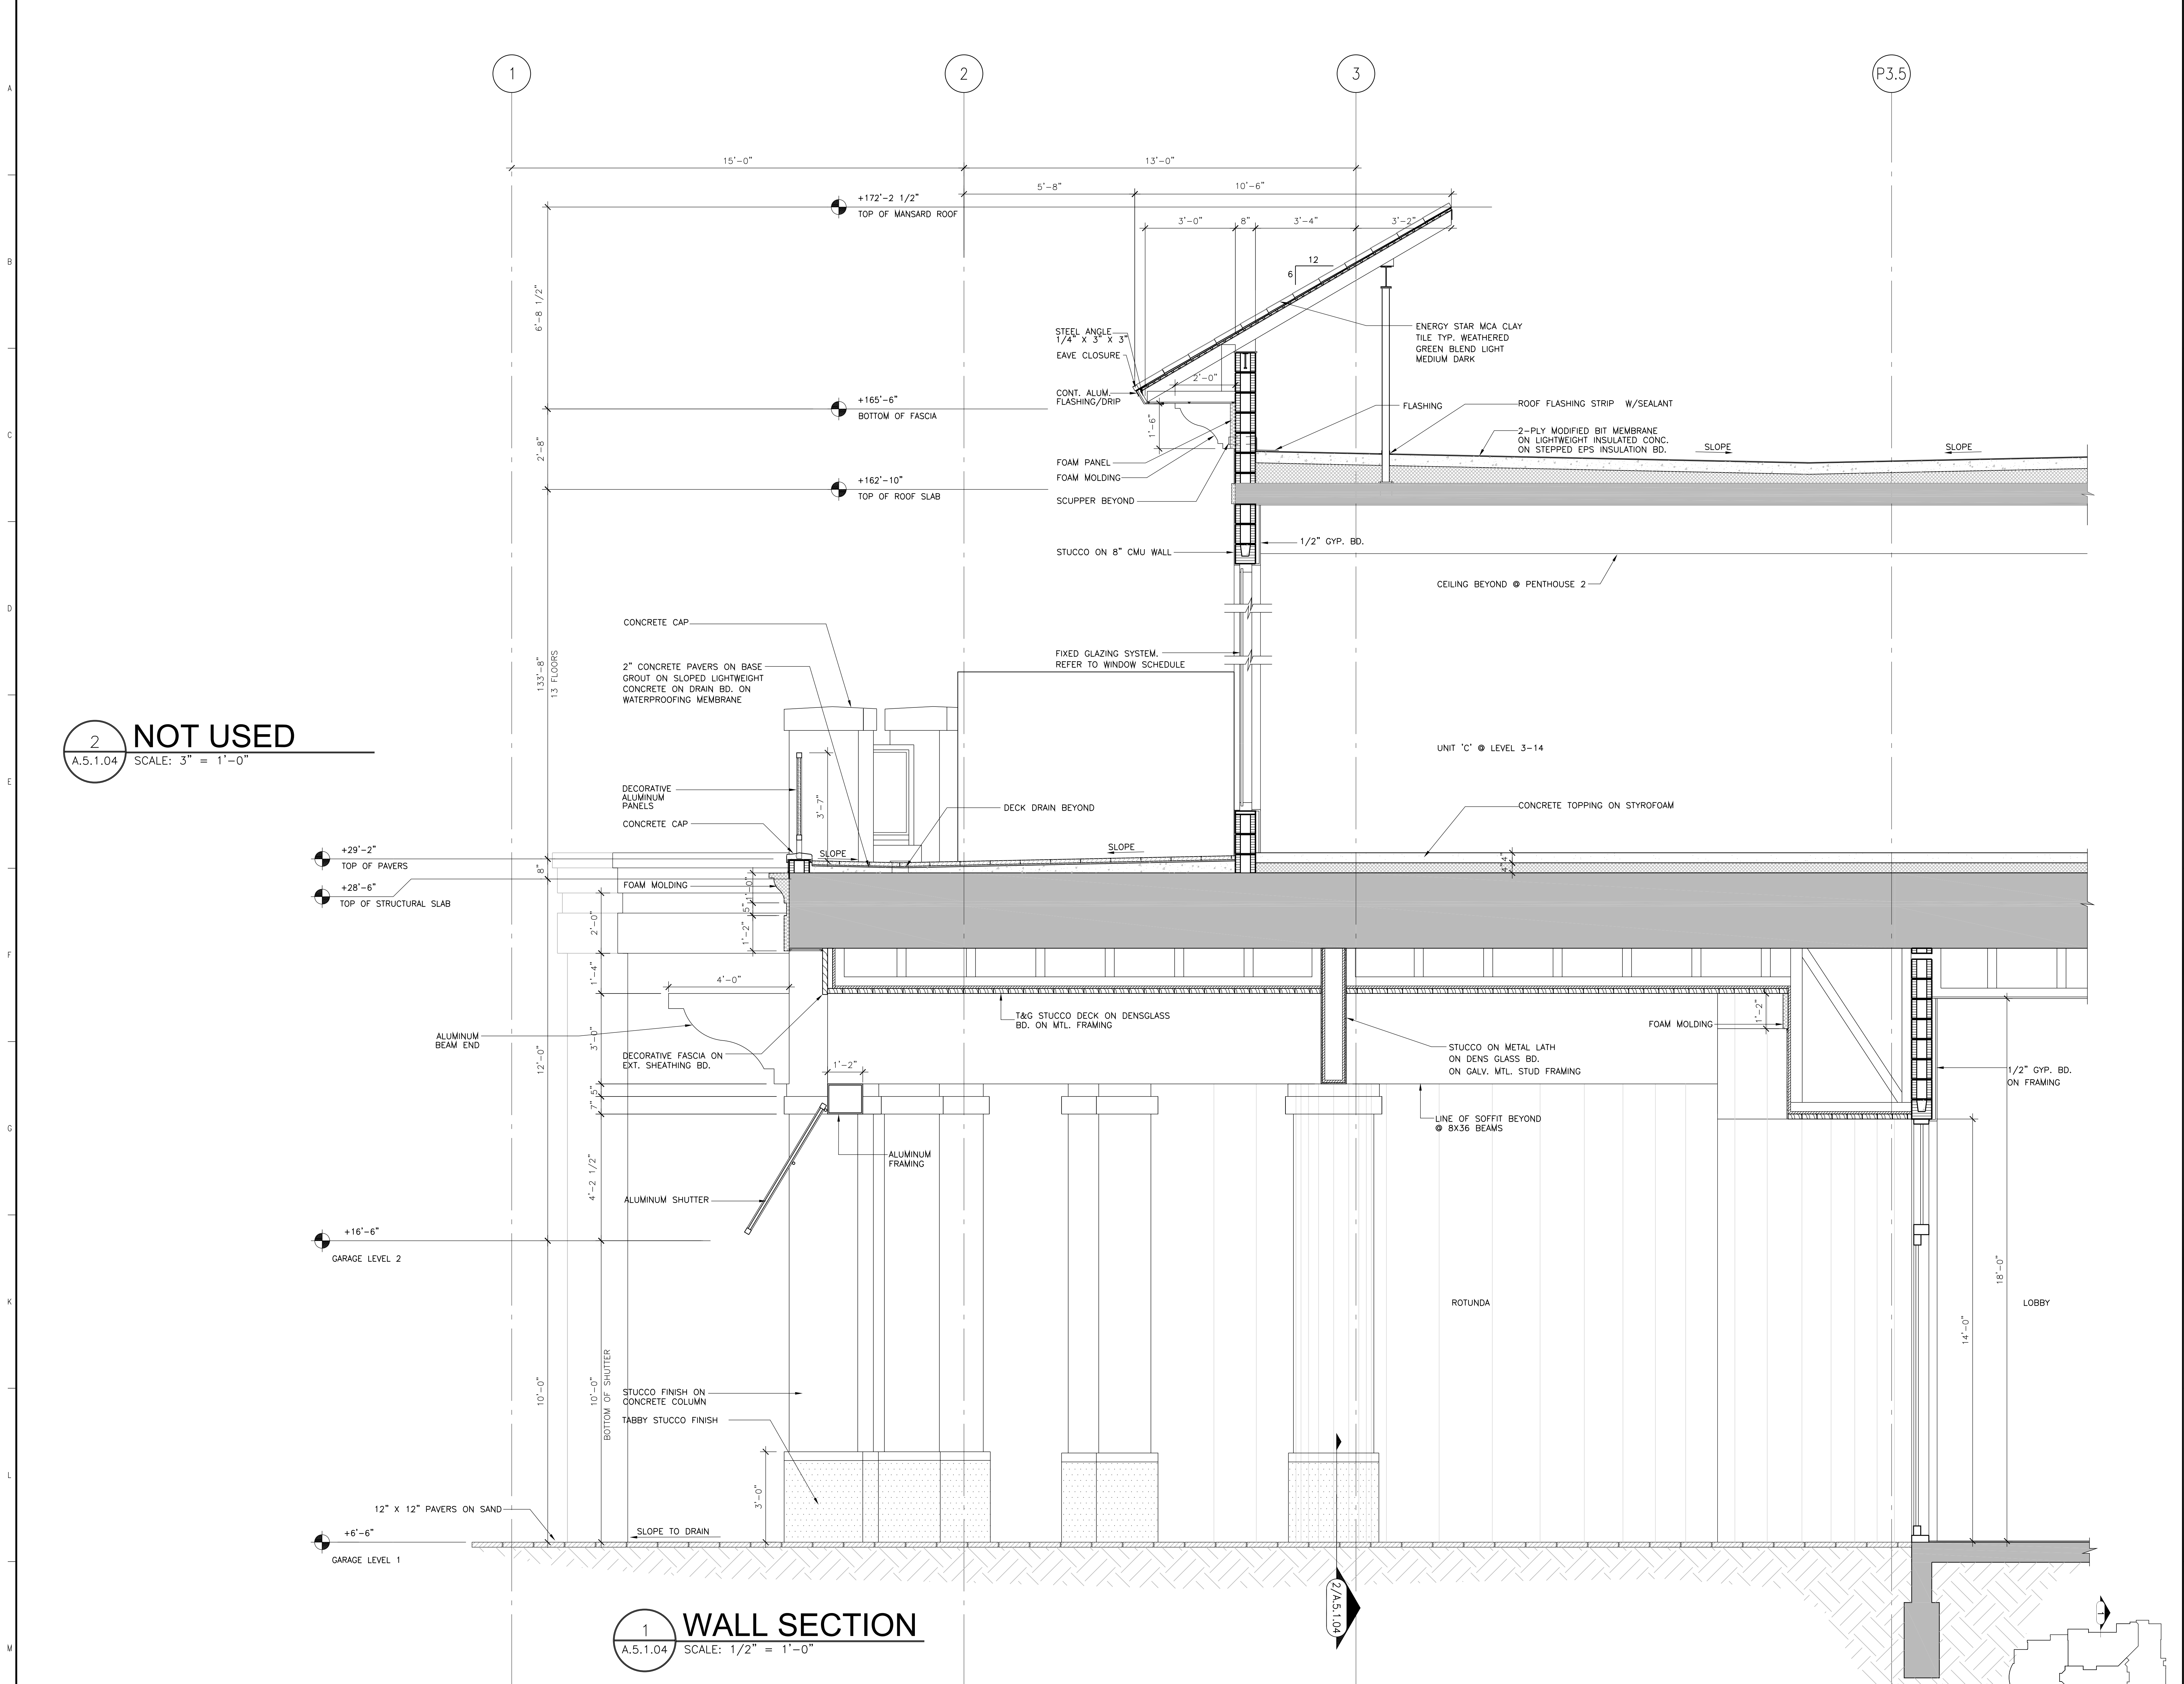 1
2
3
P3.5
A
B
C
D
E
F
G
K
L
M
15'-0"
13'-0"
5'-8"
10'-6"
+172'-2 1/2"
TOP OF MANSARD ROOF
3'-0"
8"
3'-4"
3'-2"
12
6
6'-8 1/2"
STEEL ANGLE
1/4" X 3" X 3"
EAVE CLOSURE
ENERGY STAR MCA CLAY
TILE TYP. WEATHERED
GREEN BLEND LIGHT
MEDIUM DARK
2'-0"
CONT. ALUM.
FLASHING/DRIP
+165'-6"
BOTTOM OF FASCIA
1'-6"
FLASHING
ROOF FLASHING STRIP W/SEALANT
2-PLY MODIFIED BIT MEMBRANE
ON LIGHTWEIGHT INSULATED CONC.
ON STEPPED EPS INSULATION BD.
SLOPE
SLOPE
2'-8"
FOAM PANEL
FOAM MOLDING
+162'-10"
TOP OF ROOF SLAB
SCUPPER BEYOND
1/2" GYP. BD.
STUCCO ON 8" CMU WALL
CEILING BEYOND @ PENTHOUSE 2
CONCRETE CAP
133'-8"
13 FLOORS
FIXED GLAZING SYSTEM.
REFER TO WINDOW SCHEDULE
2" CONCRETE PAVERS ON BASE
GROUT ON SLOPED LIGHTWEIGHT
CONCRETE ON DRAIN BD. ON
WATERPROOFING MEMBRANE
2
A.5.1.04
NOT USED
SCALE: 3" = 1'-0"
UNIT 'C' @ LEVEL 3-14
DECORATIVE
ALUMINUM
PANELS
3'-7"
DECK DRAIN BEYOND
CONCRETE TOPPING ON STYROFOAM
CONCRETE CAP
SLOPE
SLOPE
+29'-2"
TOP OF PAVERS
8"
4"
4"
+28'-6"
TOP OF STRUCTURAL SLAB
FOAM MOLDING
1'-0"
5"
1'-2"
2'-0"
1'-4"
4'-0"
1'-2"
T&G STUCCO DECK ON DENSGLASS
BD. ON MTL. FRAMING
FOAM MOLDING
ALUMINUM
BEAM END
3'-0"
DECORATIVE FASCIA ON
EXT. SHEATHING BD.
STUCCO ON METAL LATH
ON DENS GLASS BD.
ON GALV. MTL. STUD FRAMING
1'-2"
1/2" GYP. BD.
ON FRAMING
12'-0"
5"
7"
LINE OF SOFFIT BEYOND
@ 8X36 BEAMS
ALUMINUM
FRAMING
4'-2 1/2"
ALUMINUM SHUTTER
+16'-6"
GARAGE LEVEL 2
18'-0"
ROTUNDA
LOBBY
14'-0"
10'-0"
10'-0"
BOTTOM OF SHUTTER
STUCCO FINISH ON
CONCRETE COLUMN
TABBY STUCCO FINISH
3'-0"
12" X 12" PAVERS ON SAND
+6'-6"
GARAGE LEVEL 1
SLOPE TO DRAIN
2/A.5.1.04
1
A.5.1.04
WALL SECTION
SCALE: 1/2" = 1'-0"
1